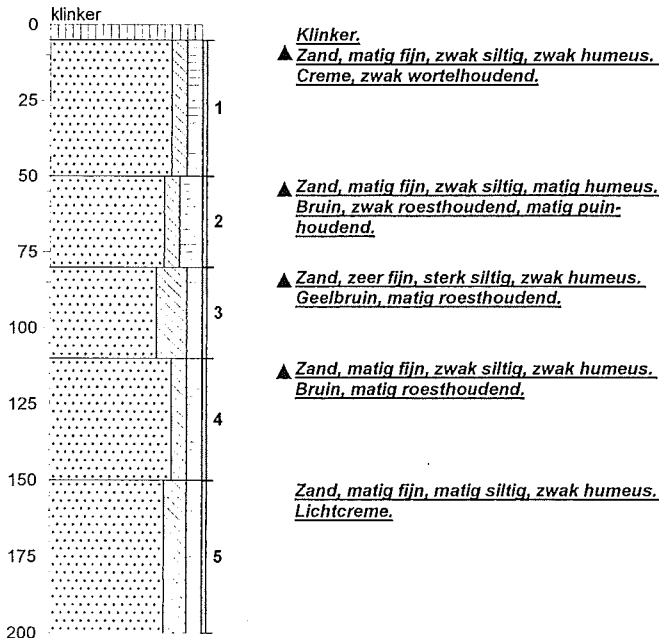 klinker
0
Klinker.
Zand, matig fijn, zwak siltig, zwak humeus.
Creme, zwak wortelhoudend.
25
1
50
Zand, matig fijn, zwak siltig, matig humeus.
Bruin, zwak roesthoudend, matig puin-
houdend.
2
75
Zand, zeer fijn, sterk siltig, zwak humeus.
Geelbruin, matig roesthoudend.
3
100
Zand, matig fijn, zwak siltig, zwak humeus.
Bruin, matig roesthoudend.
125
4
150
Zand, matig fijn, matig siltig, zwak humeus.
Lichtcreme.
175
5
200